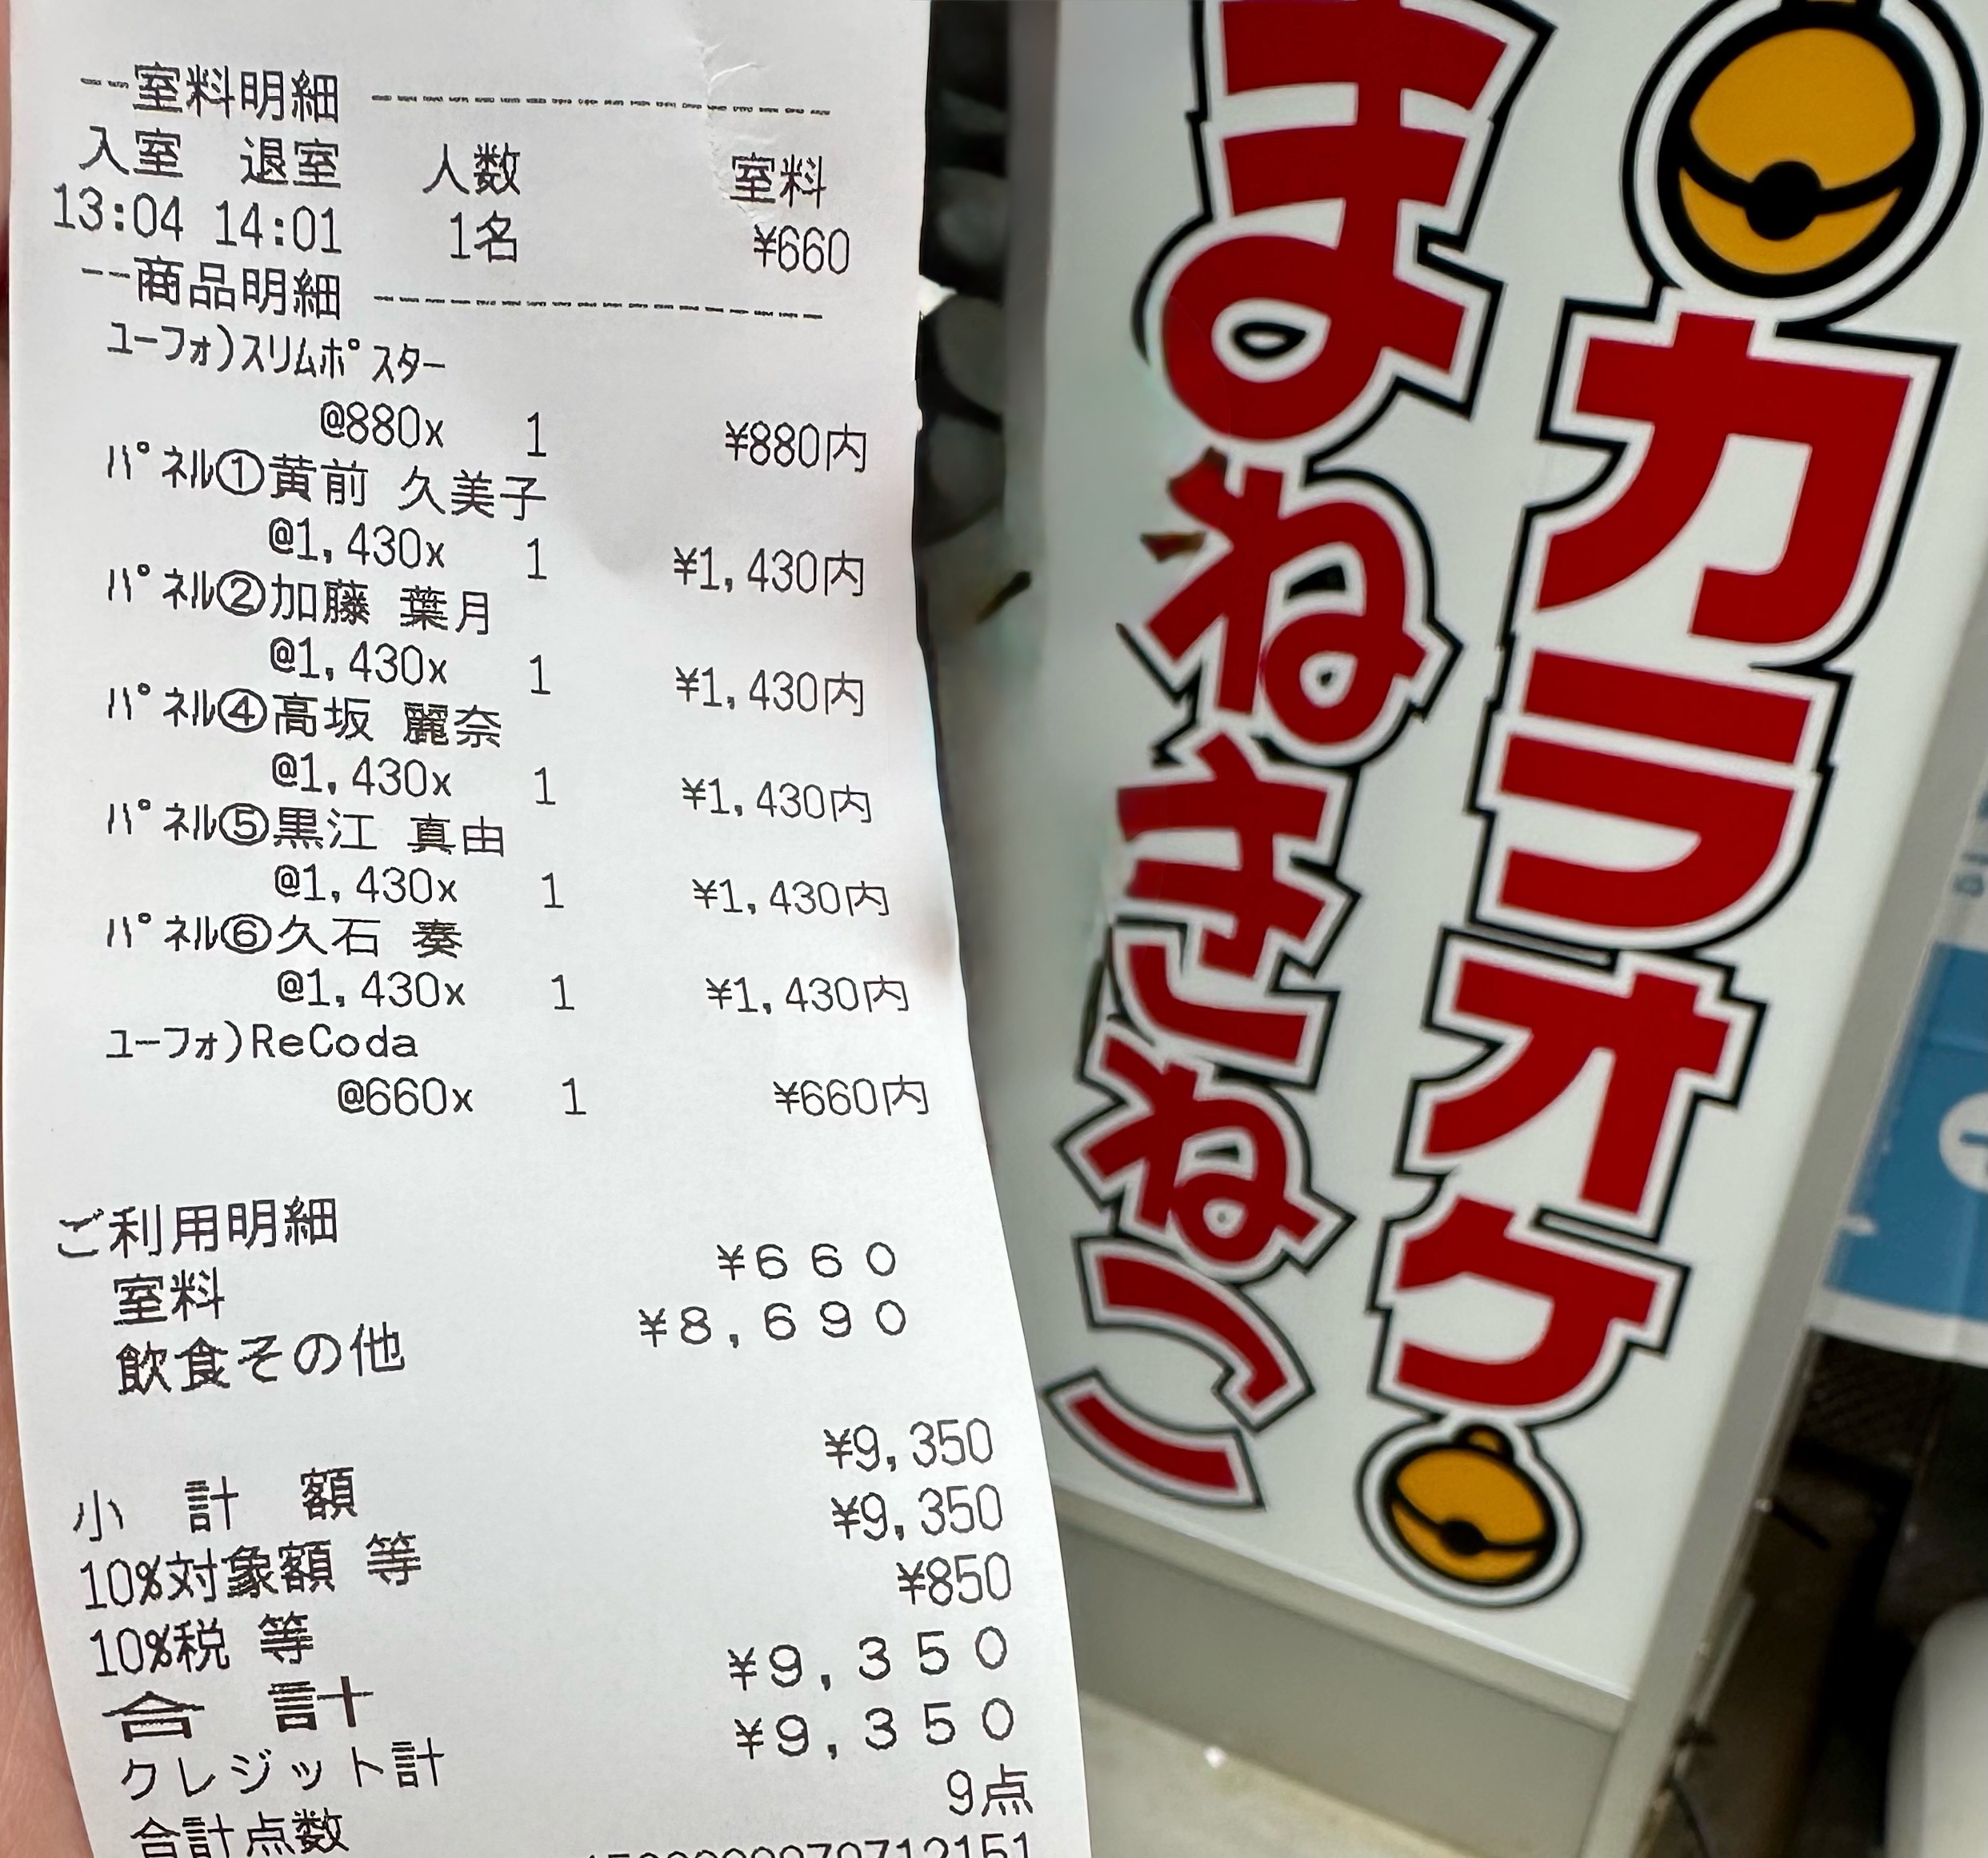 --室料明細--------------------
入室 退室 人数 室料
13:04 14:01 1名 ¥660
--商品明細--------------------
ﾕｰﾌｫ)ｽﾘﾑﾎﾟｽﾀｰ
@880x 1 ¥880内
ﾊﾟﾈﾙ①黄前 久美子
@1,430x 1 ¥1,430内
ﾊﾟﾈﾙ②加藤 葉月
@1,430x 1 ¥1,430内
ﾊﾟﾈﾙ④高坂 麗奈
@1,430x 1 ¥1,430内
ﾊﾟﾈﾙ⑤黒江 真由
@1,430x 1 ¥1,430内
ﾊﾟﾈﾙ⑥久石 奏
@1,430x 1 ¥1,430内
ﾕｰﾌｫ)ReCoda
@660x 1 ¥660内
ご利用明細
室料 ¥660
飲食その他 ¥8,690
小計額 ¥9,350
10%対象額 等 ¥9,350
10%税 等 ¥850
合計 ¥9,350
クレジット計 ¥9,350
合計点数 9点
カラオケ
まねきねこ